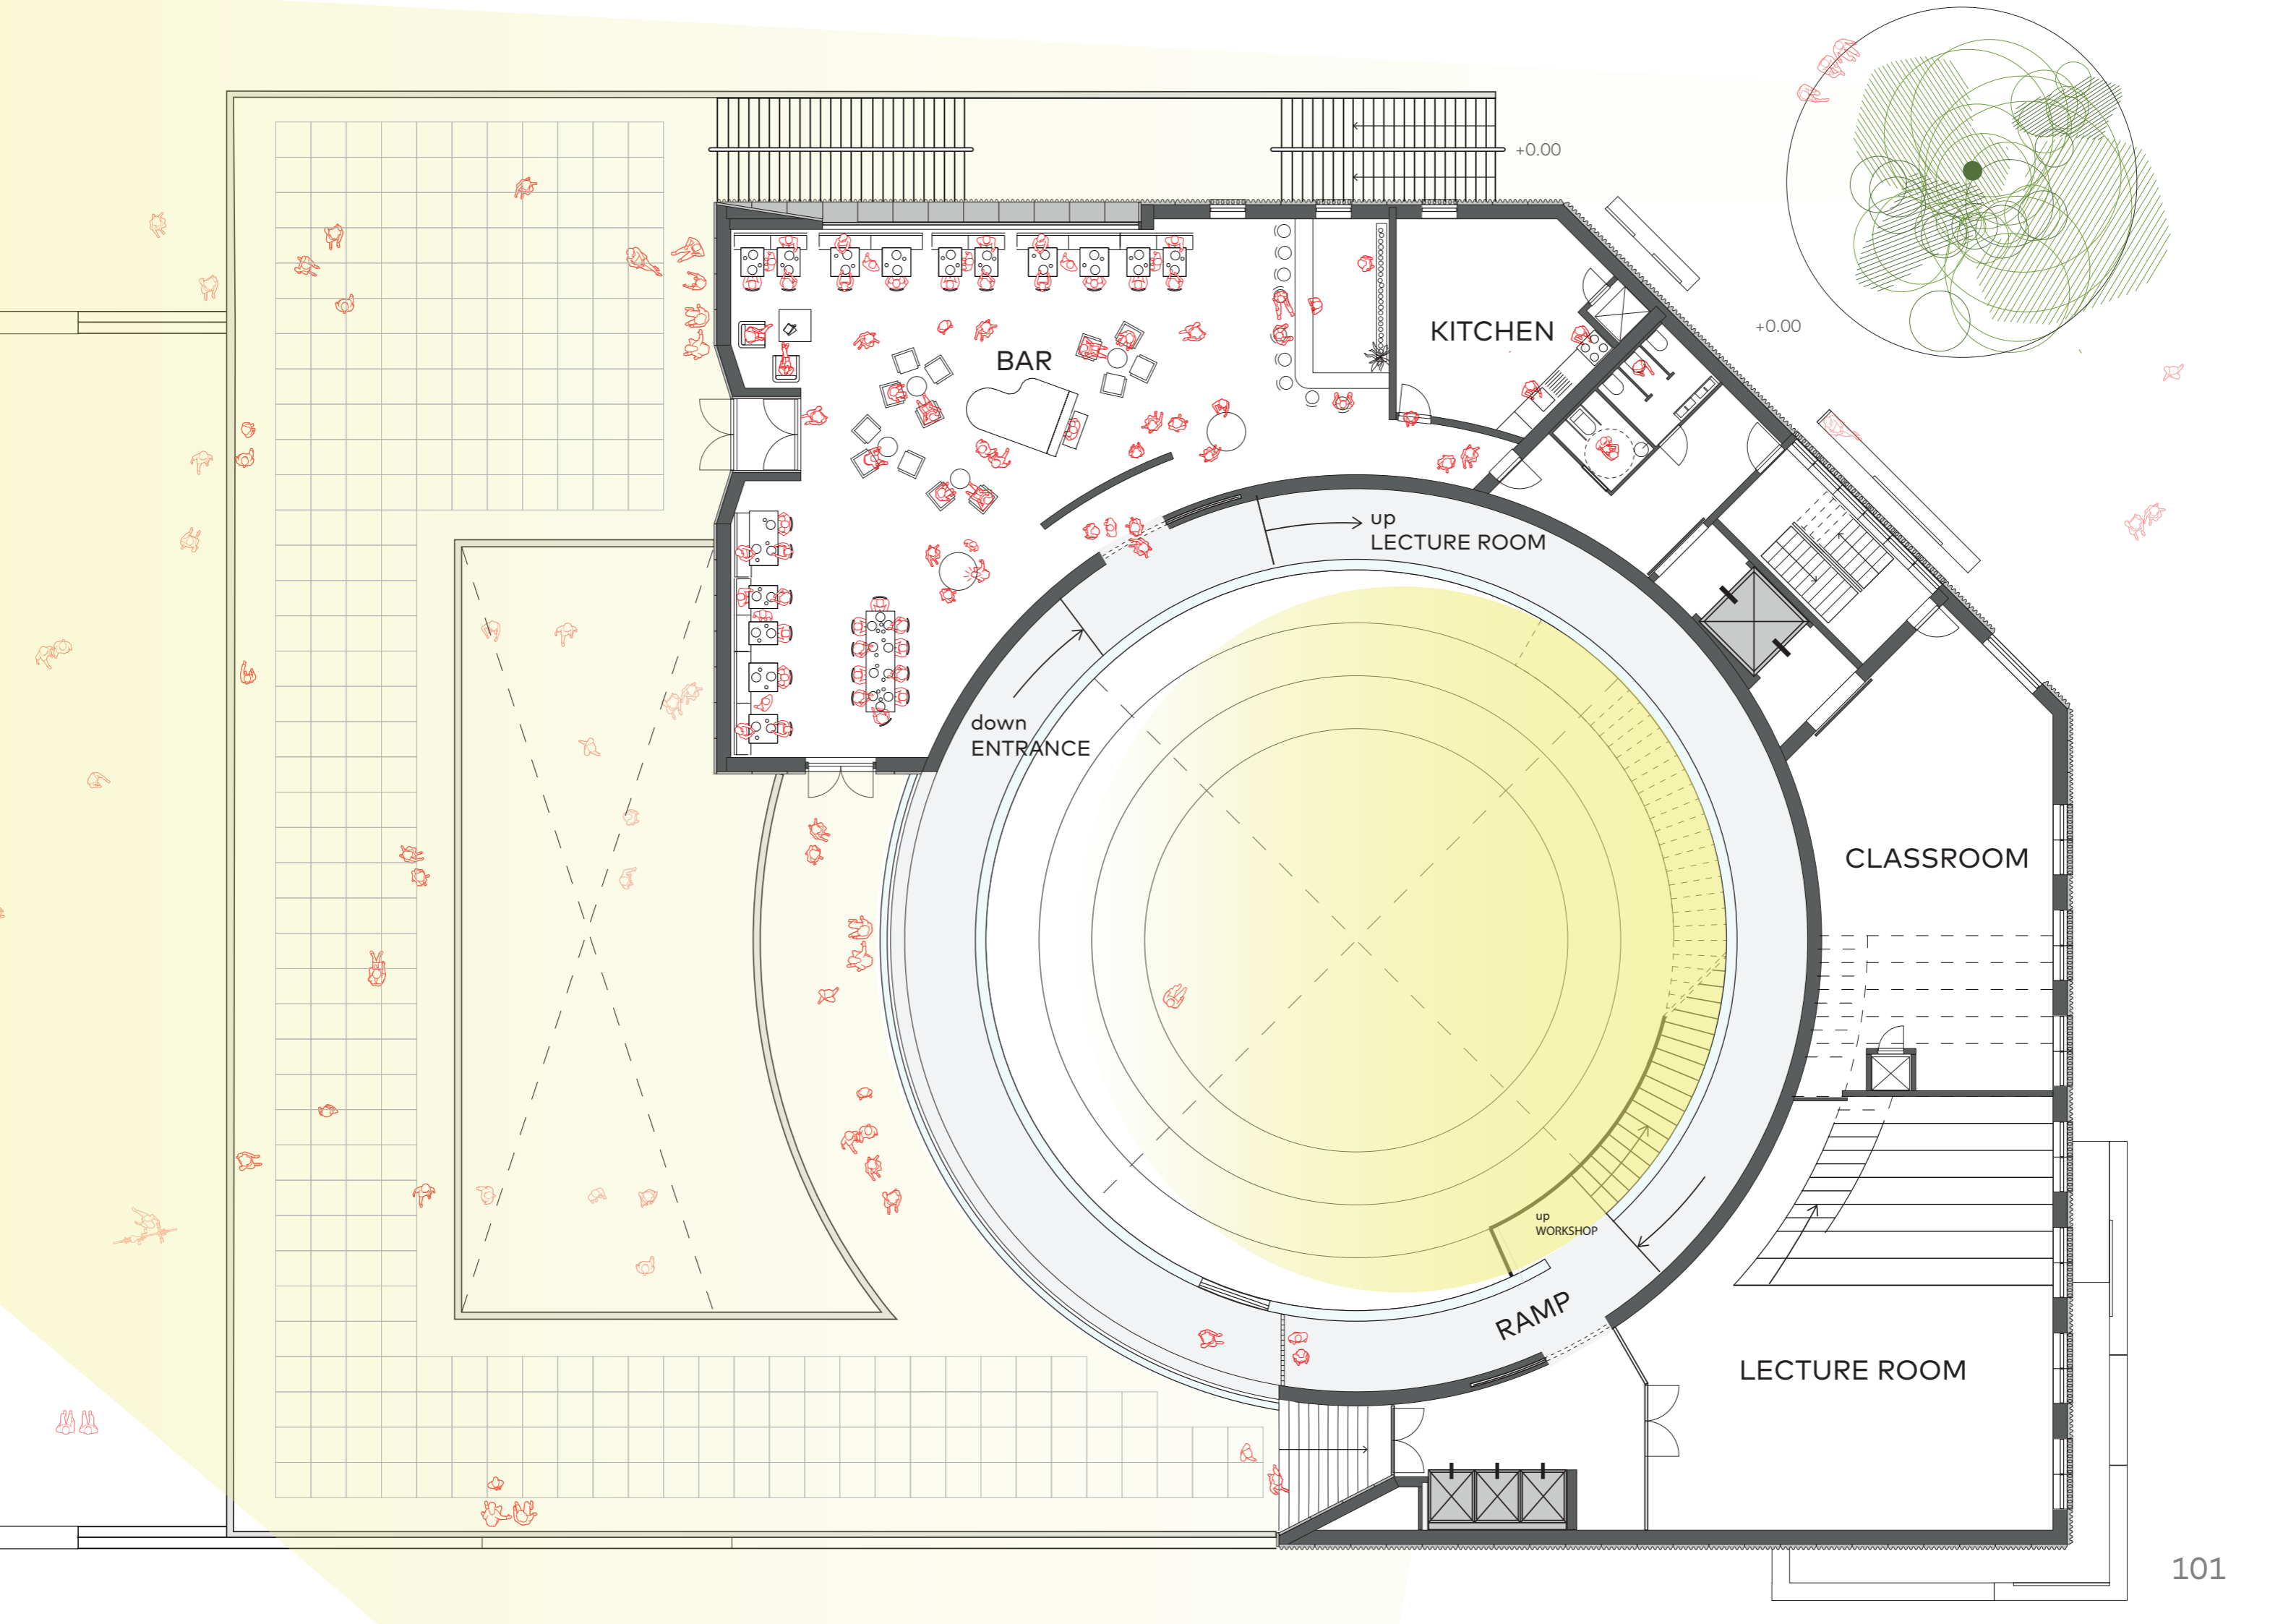 +0.00
+0.00
KITCHEN
BAR
up
LECTURE ROOM
down
ENTRANCE
CLASSROOM
up
WORKSHOP
RAMP
LECTURE ROOM
101